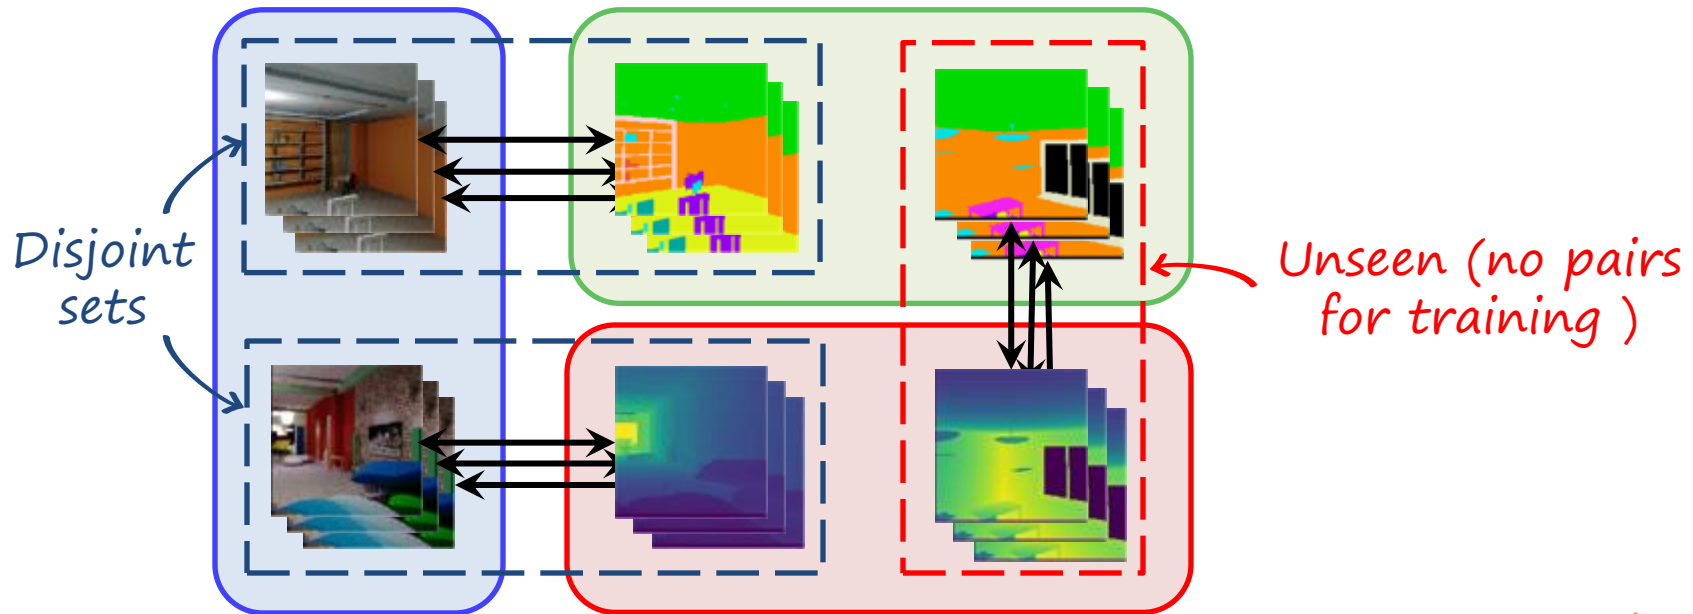 Disjoint
sets
Unseen (no pairs
for training )